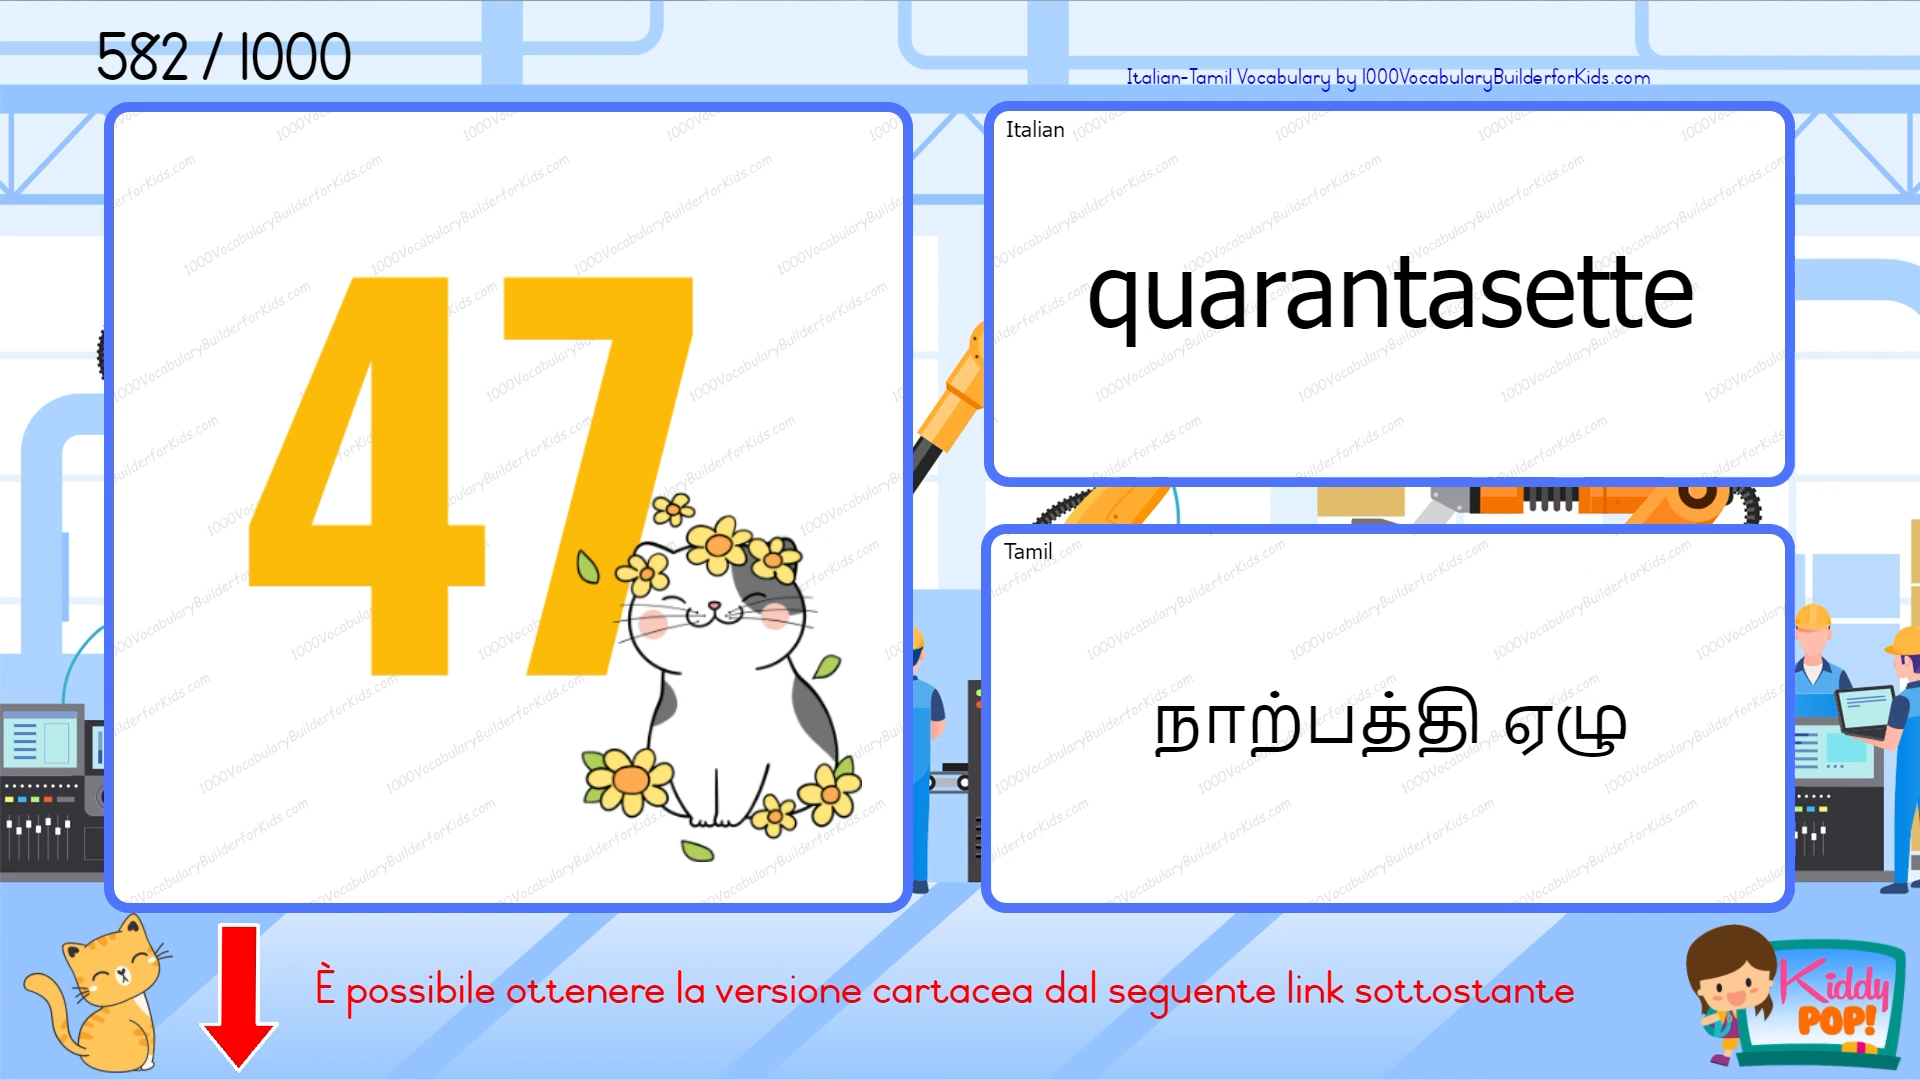 582 / 1000
Italian-Tamil Vocabulary by 1000VocabularyBuilderforKids.com
47
Italian
quarantasette
Tamil
நாற்பத்தி ஏழு
È possibile ottenere la versione cartacea dal seguente link sottostante
Kiddy
POP!